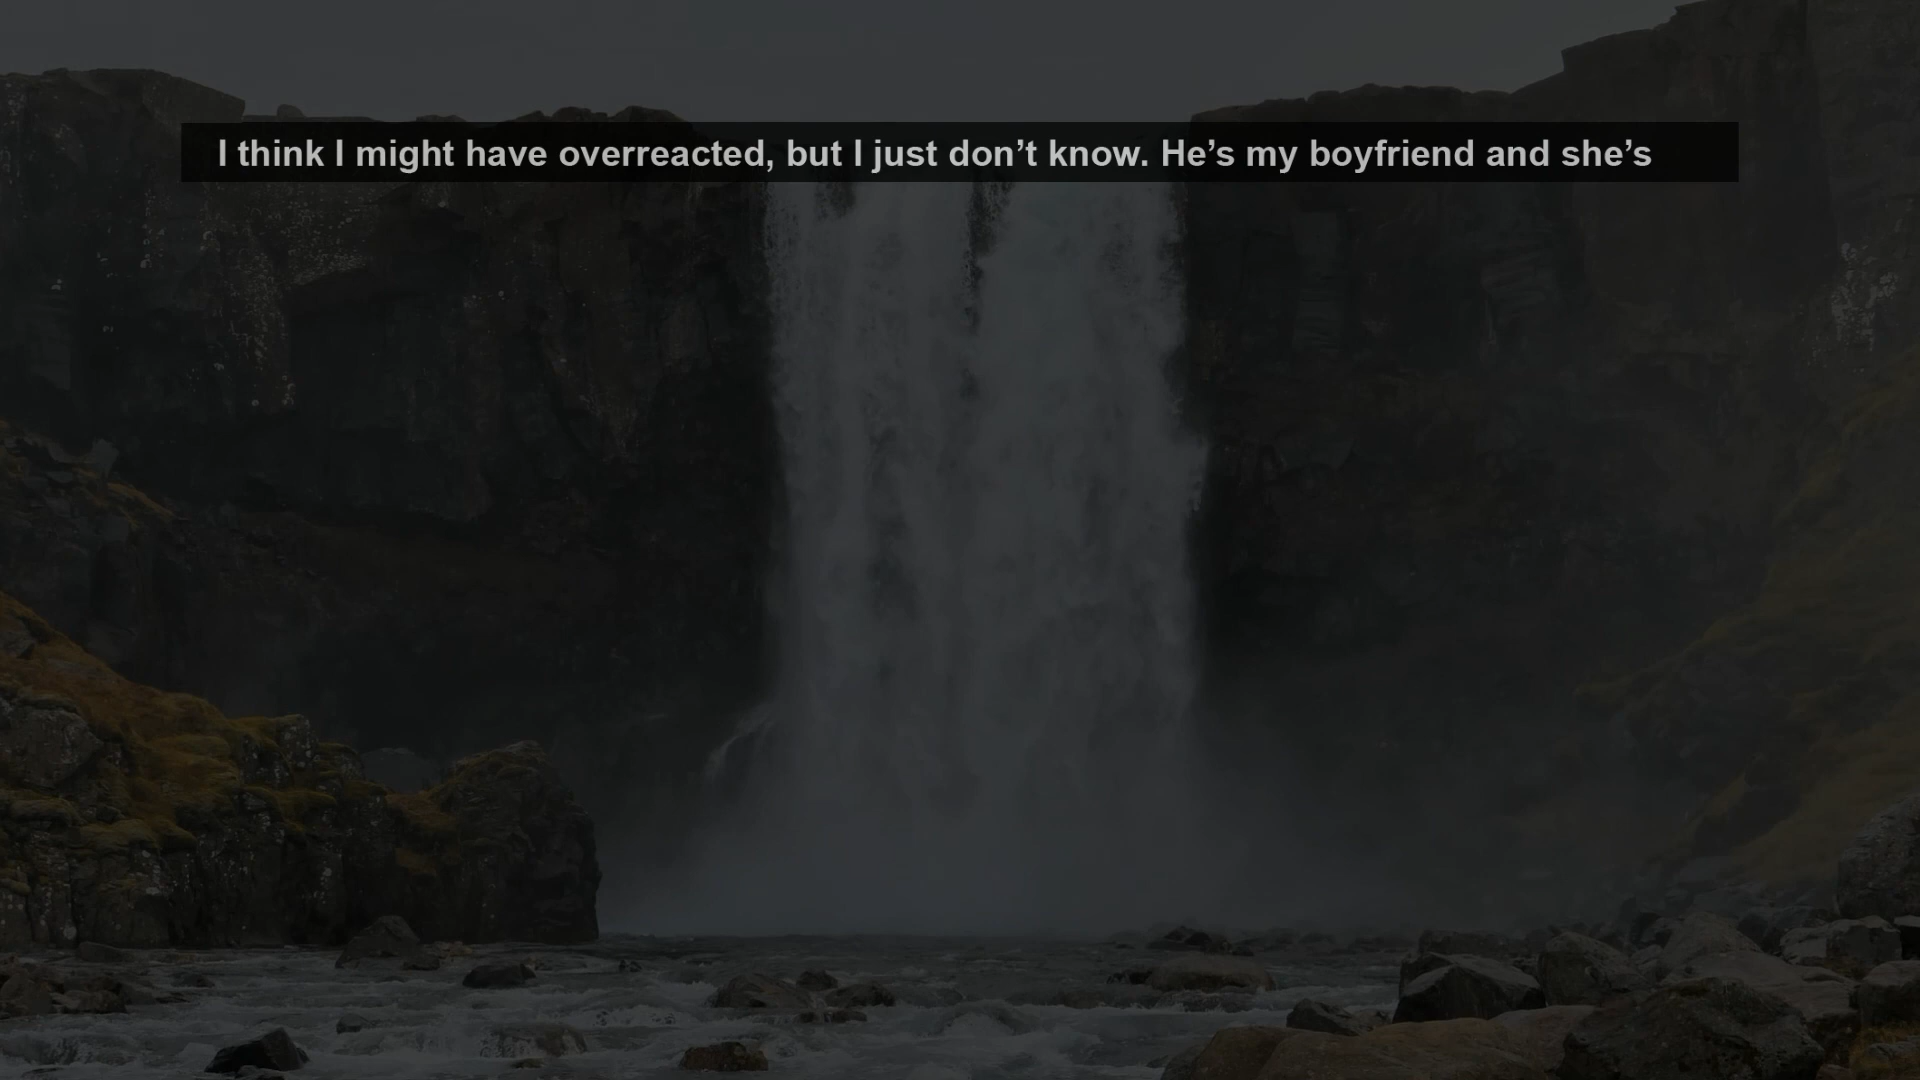 I think I might have overreacted, but I just don’t know. He’s my boyfriend and she’s